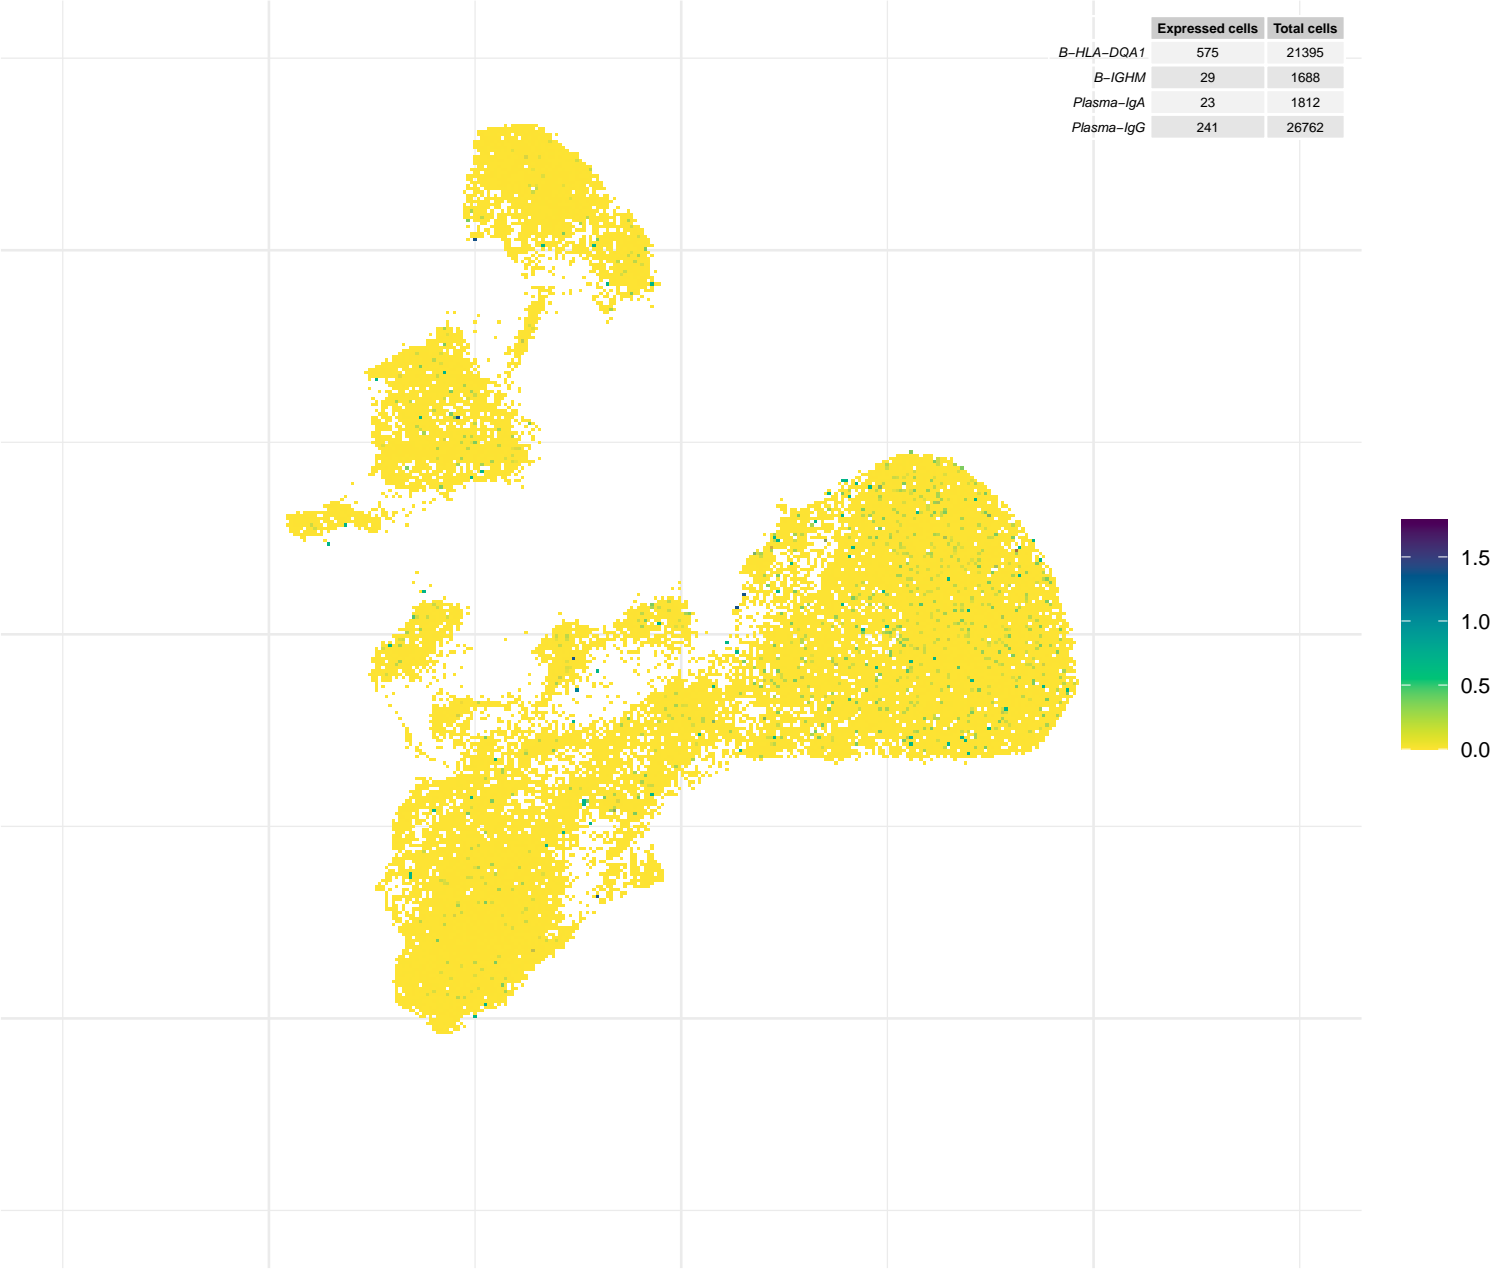 Expressed cells Total cells
B−HLA−DQA1 575 21395
B−IGHM 29 1688
Plasma−IgA 23 1812
Plasma−IgG 241 26762
1.5
1.0
0.5
0.0